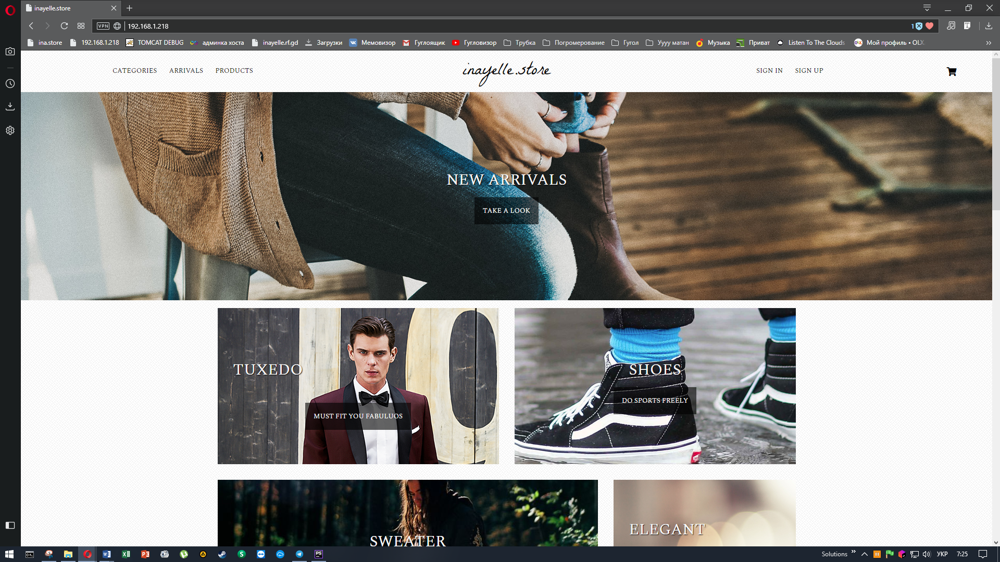 inayelle.store
VPN
192.168.1.218
1
ina.store
192.168.1.218
TOMCAT DEBUG
админка хоста
inayelle.rf.gd
Загрузки
Мемовизор
Гуглоящик
Гугловизор
Трубка
Погромерование
Гугол
Уууу матан
Музыка
Приват
Listen To The Clouds
Мой профиль • OLX
CATEGORIES
ARRIVALS
PRODUCTS
inayelle.store
SIGN IN
SIGN UP
NEW ARRIVALS
TAKE A LOOK
TUXEDO
MUST FIT YOU FABULUOS
SHOES
DO SPORTS FREELY
SWEATER
ELEGANT
Solutions
УКР
7:25